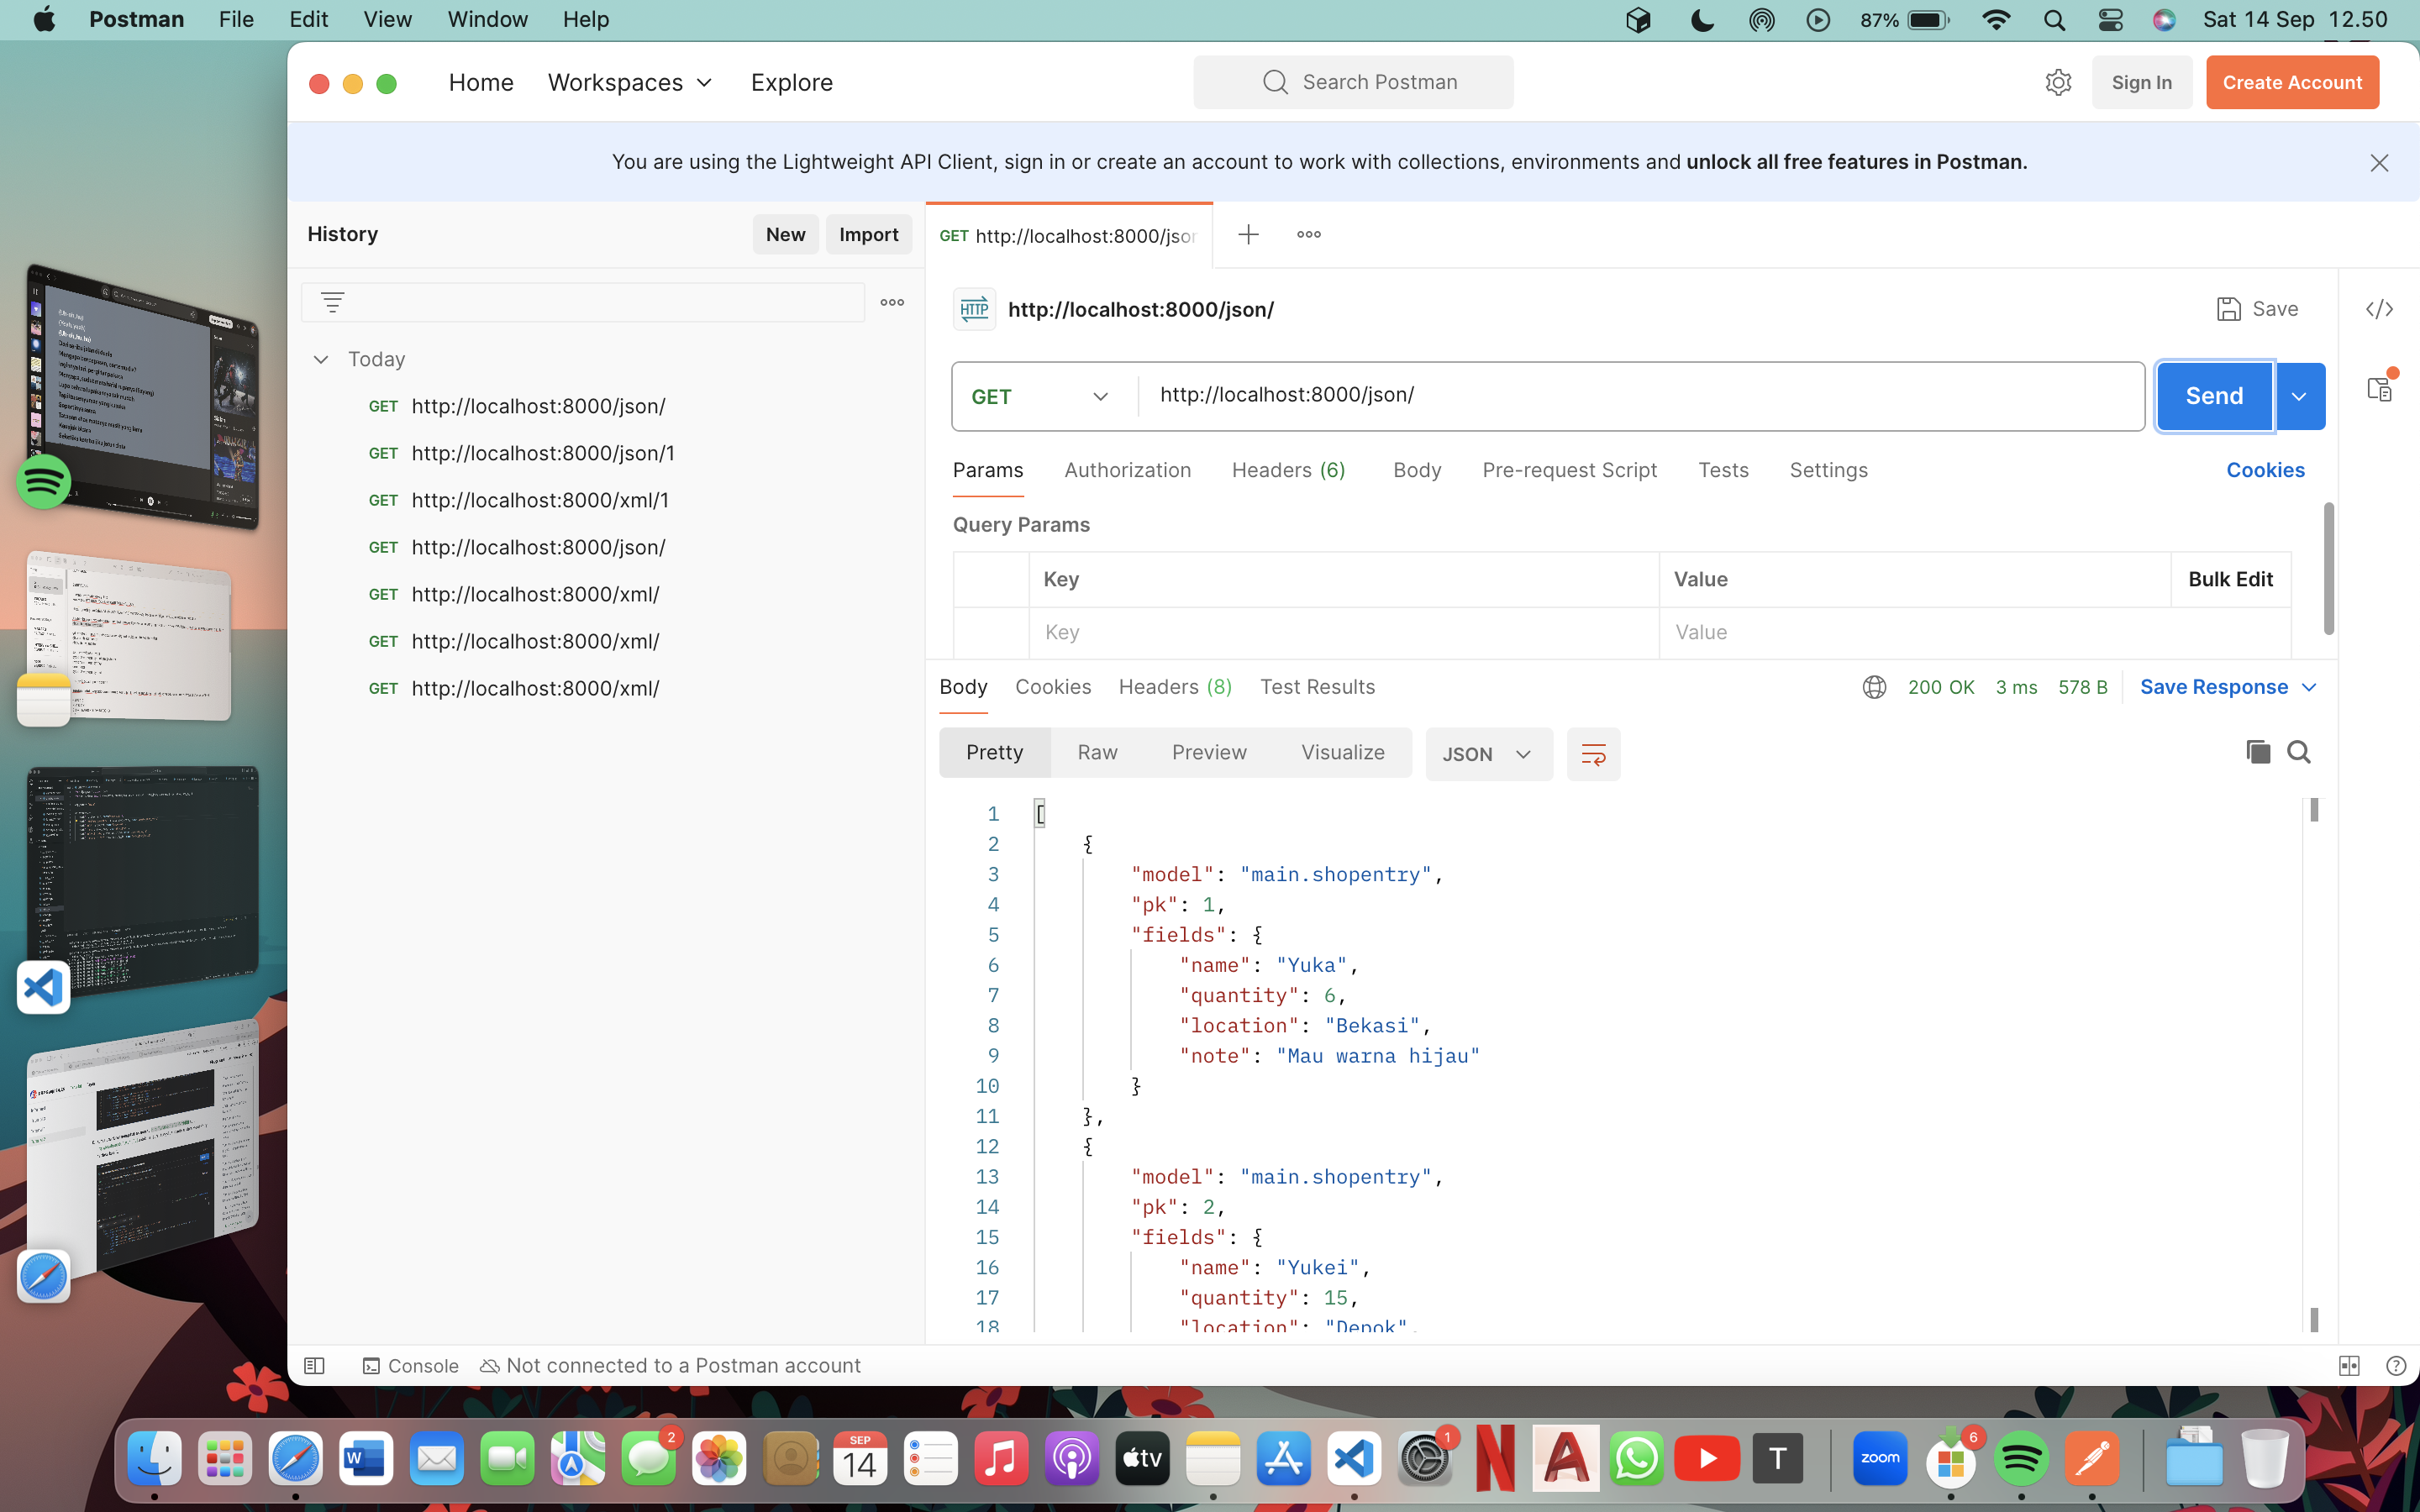 Postman File Edit View Window Help 87% Sat 14 Sep 12.50
Home Workspaces Explore Search Postman Sign In Create Account
You are using the Lightweight API Client, sign in or create an account to work with collections, environments and unlock all free features in Postman.
History New Import
Today
GET http://localhost:8000/json/
GET http://localhost:8000/json/1
GET http://localhost:8000/xml/1
GET http://localhost:8000/json/
GET http://localhost:8000/xml/
GET http://localhost:8000/xml/
GET http://localhost:8000/xml/
GET http://localhost:8000/jsor
HTTP http://localhost:8000/json/ Save
GET http://localhost:8000/json/ Send
Params Authorization Headers (6) Body Pre-request Script Tests Settings Cookies
Query Params
Key Value Bulk Edit
Key Value
Body Cookies Headers (8) Test Results 200 OK 3 ms 578 B Save Response
Pretty Raw Preview Visualize JSON
1 [
2 {
3 "model": "main.shopentry",
4 "pk": 1,
5 "fields": {
6 "name": "Yuka",
7 "quantity": 6,
8 "location": "Bekasi",
9 "note": "Mau warna hijau"
10 }
11 },
12 {
13 "model": "main.shopentry",
14 "pk": 2,
15 "fields": {
16 "name": "Yukei",
17 "quantity": 15,
18 "location": "Depok",
Console Not connected to a Postman account
2 SEP 14 tv 1 T zoom 6